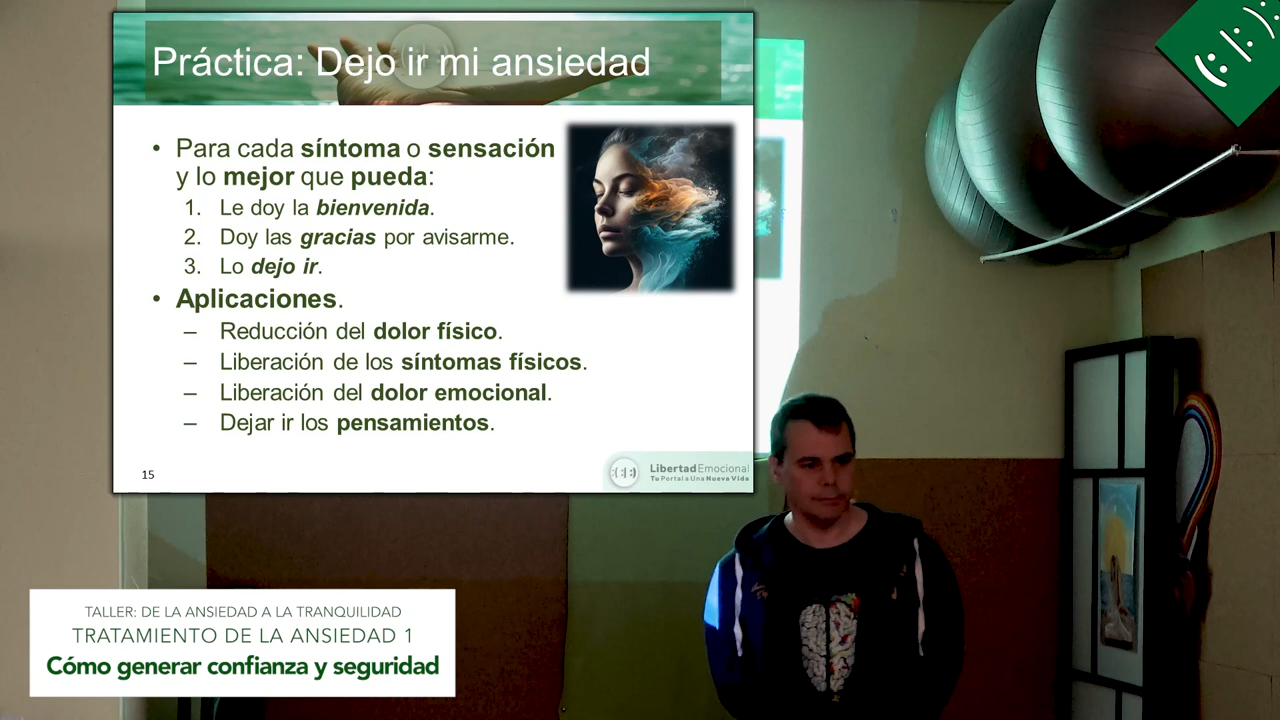 Práctica: Dejo ir mi ansiedad
• Para cada síntoma o sensación
y lo mejor que pueda:
1. Le doy la bienvenida.
2. Doy las gracias por avisarme.
3. Lo dejo ir.
• Aplicaciones.
– Reducción del dolor físico.
– Liberación de los síntomas físicos.
– Liberación del dolor emocional.
– Dejar ir los pensamientos.
15
LibertadEmocional
Tu Portal a Una Nueva Vida
TALLER: DE LA ANSIEDAD A LA TRANQUILIDAD
TRATAMIENTO DE LA ANSIEDAD 1
Cómo generar confianza y seguridad